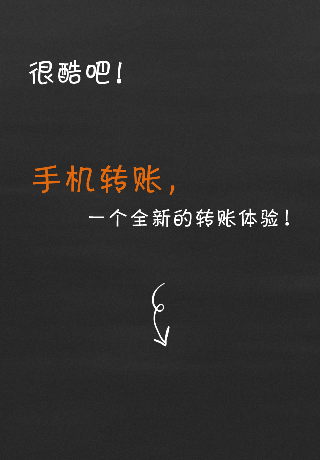 很酷吧！
手机转账，
一个全新的转账体验！